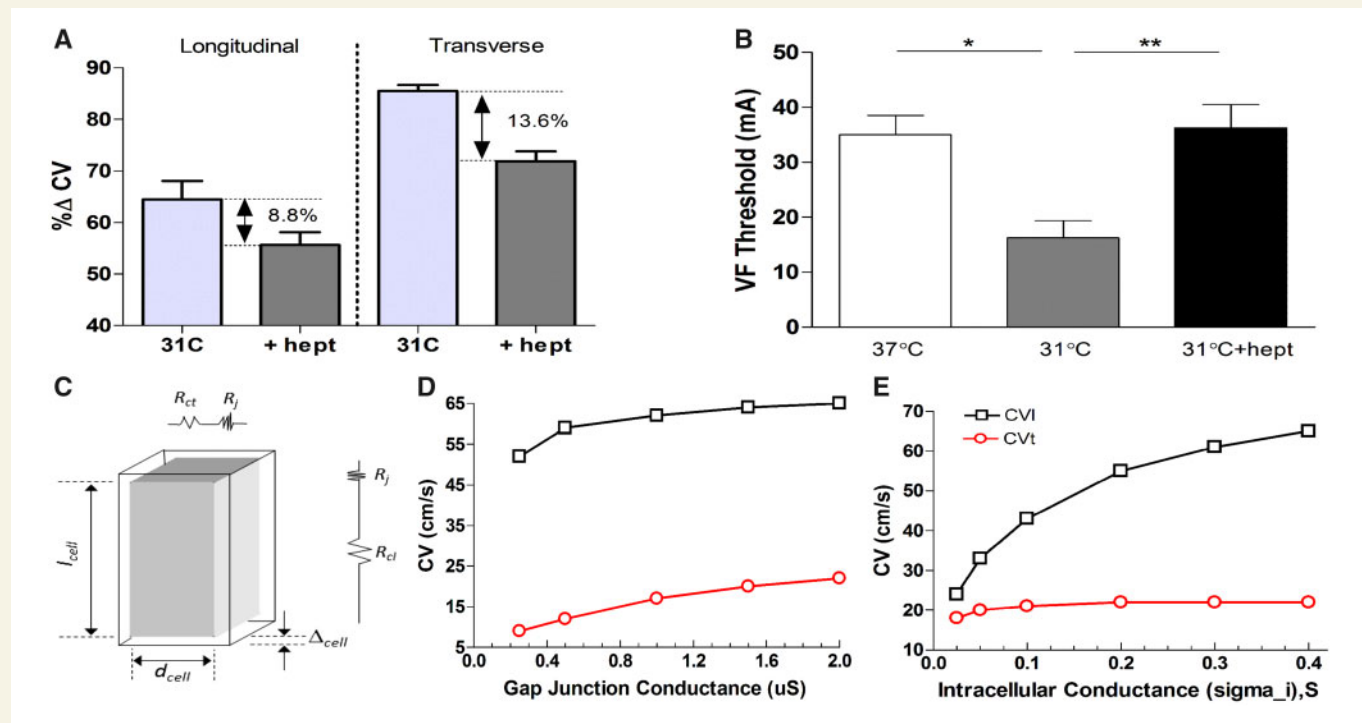 A
Longitudinal
Transverse
%Δ CV
90
80
70
60
50
40
8.8%
13.6%
31C
+ hept
31C
+ hept
B
VF Threshold (mA)
50
40
30
20
10
0
*
**
37°C
31°C
31°C+hept
C
Rct
Rj
Rj
Rcl
lcell
Δcell
dcell
D
CV (cm/s)
65
55
45
35
25
15
5
0.0
0.4
0.8
1.2
1.6
2.0
Gap Junction Conductance (uS)
E
CVl
CVt
CV (cm/s)
70
60
50
40
30
20
10
0.0
0.1
0.2
0.3
0.4
Intracellular Conductance (sigma_i),S